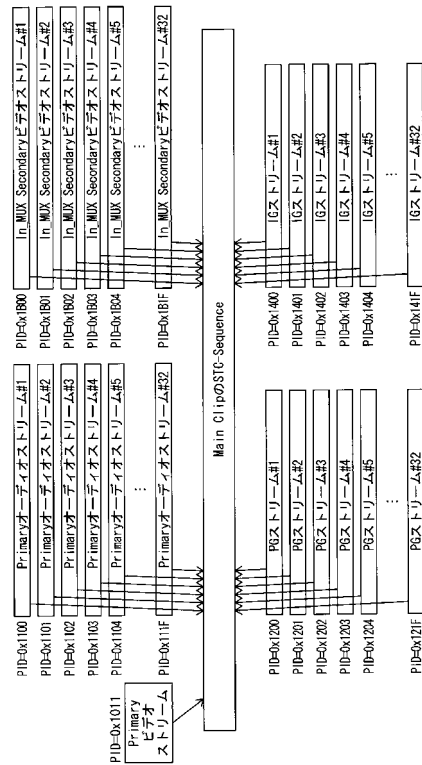 PID=0x1011
Primary
ビデオ
ストリーム
PID=0x1100 Primaryオーディオストリーム#1
PID=0x1101 Primaryオーディオストリーム#2
PID=0x1102 Primaryオーディオストリーム#3
PID=0x1103 Primaryオーディオストリーム#4
PID=0x1104 Primaryオーディオストリーム#5
⋮
PID=0x111F Primaryオーディオストリーム#32
PID=0x1B00 In_MUX Secondaryビデオストリーム#1
PID=0x1B01 In_MUX Secondaryビデオストリーム#2
PID=0x1B02 In_MUX Secondaryビデオストリーム#3
PID=0x1B03 In_MUX Secondaryビデオストリーム#4
PID=0x1B04 In_MUX Secondaryビデオストリーム#5
⋮
PID=0x1B1F In_MUX Secondaryビデオストリーム#32
Main ClipのSTC-Sequence
PID=0x1200 PGストリーム#1
PID=0x1201 PGストリーム#2
PID=0x1202 PGストリーム#3
PID=0x1203 PGストリーム#4
PID=0x1204 PGストリーム#5
⋮
PID=0x121F PGストリーム#32
PID=0x1400 IGストリーム#1
PID=0x1401 IGストリーム#2
PID=0x1402 IGストリーム#3
PID=0x1403 IGストリーム#4
PID=0x1404 IGストリーム#5
⋮
PID=0x141F IGストリーム#32